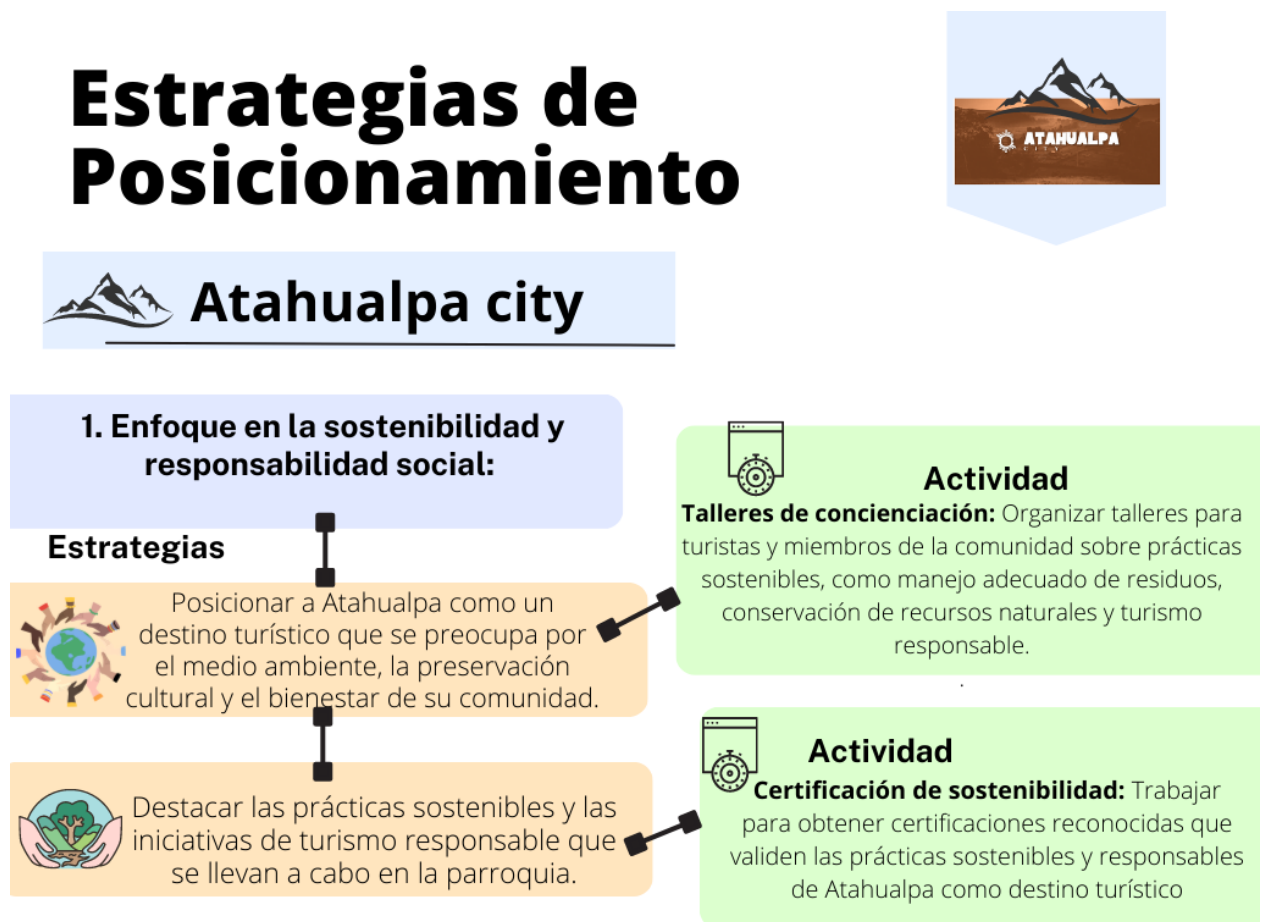 Estrategias de
Posicionamiento
ATAHUALPA
CITY
Atahualpa city
1. Enfoque en la sostenibilidad y
responsabilidad social:
Estrategias
Posicionar a Atahualpa como un
destino turístico que se preocupa por
el medio ambiente, la preservación
cultural y el bienestar de su comunidad.
Actividad
Talleres de concienciación: Organizar talleres para
turistas y miembros de la comunidad sobre prácticas
sostenibles, como manejo adecuado de residuos,
conservación de recursos naturales y turismo
responsable.
.
Destacar las prácticas sostenibles y las
iniciativas de turismo responsable que
se llevan a cabo en la parroquia.
Actividad
Certificación de sostenibilidad: Trabajar
para obtener certificaciones reconocidas que
validen las prácticas sostenibles y responsables
de Atahualpa como destino turístico